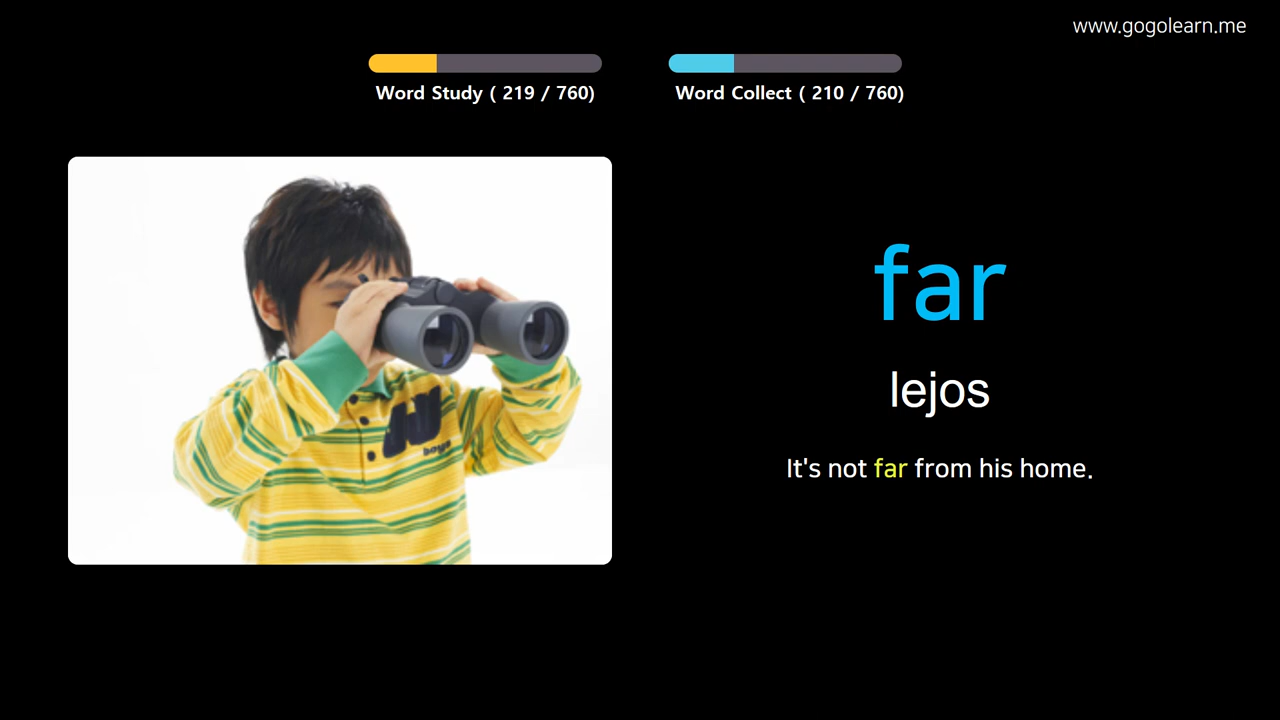 www.gogolearn.me
Word Study ( 219 / 760)
Word Collect ( 210 / 760)
far
lejos
It's not far from his home.
boys